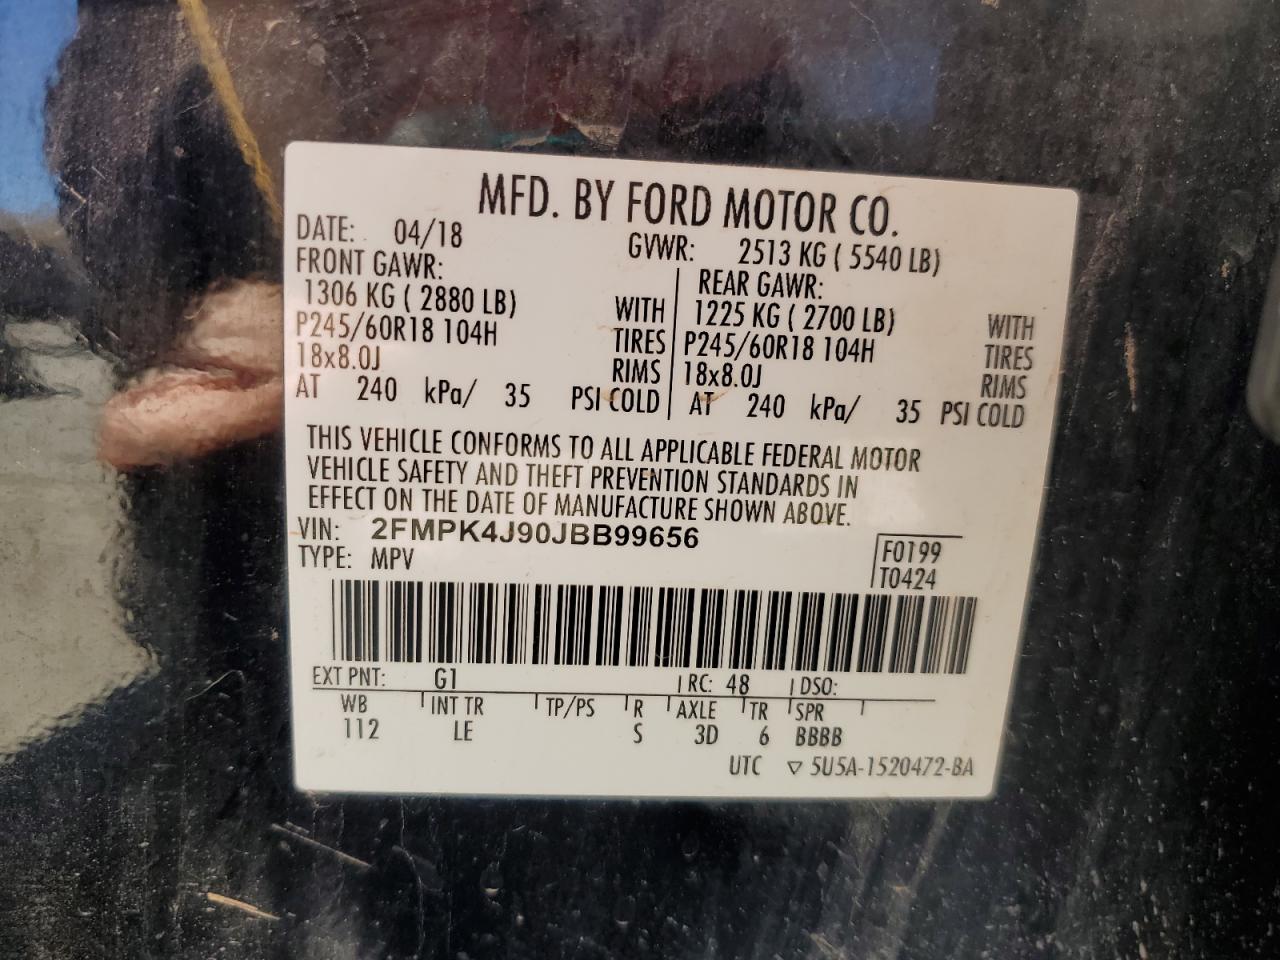 MFD. BY FORD MOTOR CO.
DATE: 04/18 GVWR: 2513 KG ( 5540 LB)
FRONT GAWR: REAR GAWR:
1306 KG ( 2880 LB) WITH 1225 KG ( 2700 LB) WITH
P245/60R18 104H TIRES P245/60R18 104H TIRES
18x8.0J RIMS 18x8.0J RIMS
AT 240 kPa/ 35 PSI COLD AT 240 kPa/ 35 PSI COLD
THIS VEHICLE CONFORMS TO ALL APPLICABLE FEDERAL MOTOR
VEHICLE SAFETY AND THEFT PREVENTION STANDARDS IN
EFFECT ON THE DATE OF MANUFACTURE SHOWN ABOVE.
VIN: 2FMPK4J90JBB99656
TYPE: MPV F0199
T0424
EXT PNT: G1 RC: 48 DSO:
WB INT TR TP/PS R AXLE TR SPR
112 LE S 3D 6 BBBB
UTC ▽ 5U5A-1520472-BA